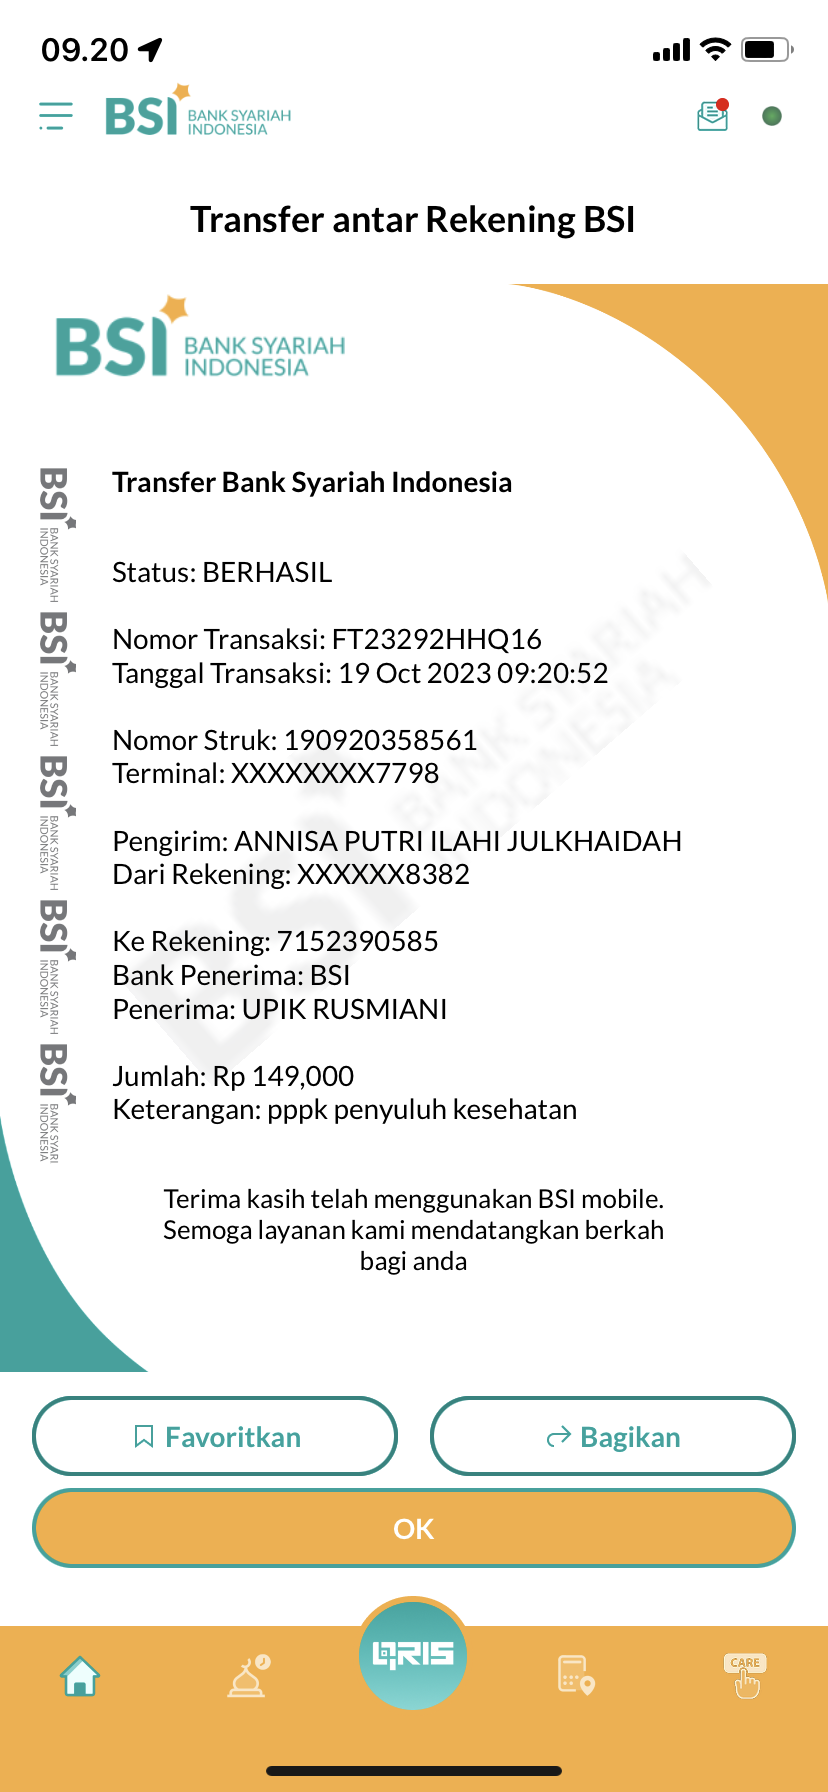 09.20
BSI BANK SYARIAH
INDONESIA
Transfer antar Rekening BSI
BSI BANK SYARIAH
INDONESIA
Transfer Bank Syariah Indonesia
Status: BERHASIL
Nomor Transaksi: FT23292HHQ16
Tanggal Transaksi: 19 Oct 2023 09:20:52
Nomor Struk: 190920358561
Terminal: XXXXXXXX7798
Pengirim: ANNISA PUTRI ILAHI JULKHAIDAH
Dari Rekening: XXXXXX8382
Ke Rekening: 7152390585
Bank Penerima: BSI
Penerima: UPIK RUSMIANI
Jumlah: Rp 149,000
Keterangan: pppk penyuluh kesehatan
BSI BANK SYARIAH
INDONESIA
BSI BANK SYARIAH
INDONESIA
BSI BANK SYARIAH
INDONESIA
BSI BANK SYARIAH
INDONESIA
BSI BANK SYARI
INDONESIA
BSI BANK SYARIAH
INDONESIA
Terima kasih telah menggunakan BSI mobile.
Semoga layanan kami mendatangkan berkah
bagi anda
Favoritkan
Bagikan
OK
QRIS
CARE